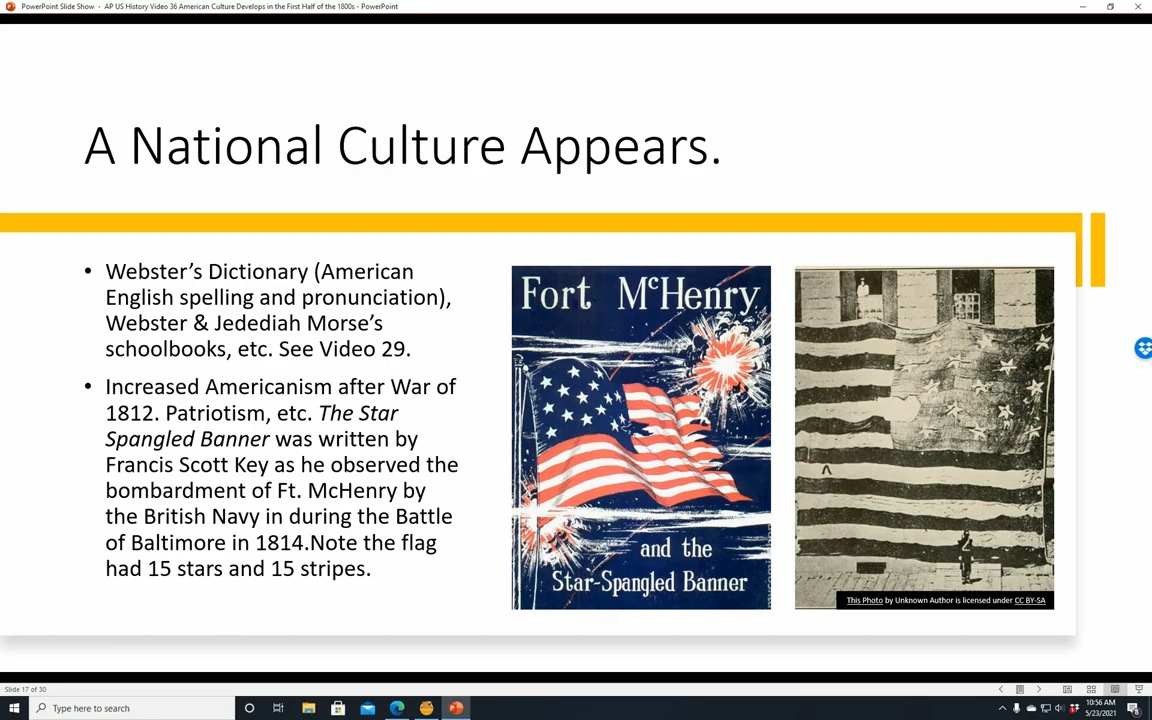 PowerPoint Slide Show - AP US History Video 36 American Culture Develops in the First Half of the 1800s - PowerPoint
A National Culture Appears.
• Webster's Dictionary (American
English spelling and pronunciation),
Webster & Jedediah Morse's
schoolbooks, etc. See Video 29.
• Increased Americanism after War of
1812. Patriotism, etc. The Star
Spangled Banner was written by
Francis Scott Key as he observed the
bombardment of Ft. McHenry by
the British Navy in during the Battle
of Baltimore in 1814.Note the flag
had 15 stars and 15 stripes.
Fort McHenry
and the
Star-Spangled Banner
This Photo by Unknown Author is licensed under CC BY-SA
Slide 17 of 30
Type here to search
10:56 AM
5/23/2021